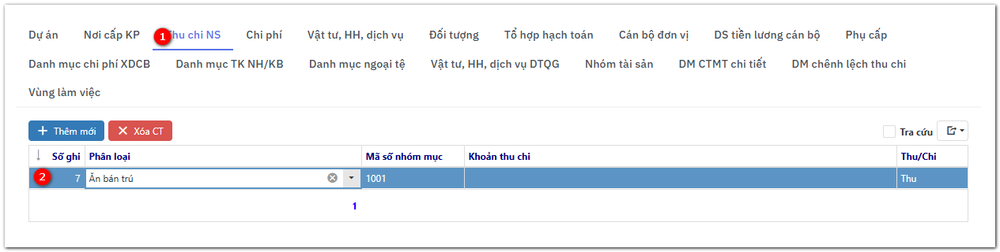 Dự án Nơi cấp KP 1 Thu chi NS Chi phí Vật tư, HH, dịch vụ Đối tượng Tổ hợp hạch toán Cán bộ đơn vị DS tiền lương cán bộ Phụ cấp
Danh mục chi phí XDCB Danh mục TK NH/KB Danh mục ngoại tệ Vật tư, HH, dịch vụ DTQG Nhóm tài sản DM CTMT chi tiết DM chênh lệch thu chi
Vùng làm việc
Thêm mới Xóa CT Tra cứu
Số ghi Phân loại Mã số nhóm mục Khoản thu chi Thu/Chi
2 7 Ăn bán trú 1001 Thu
1